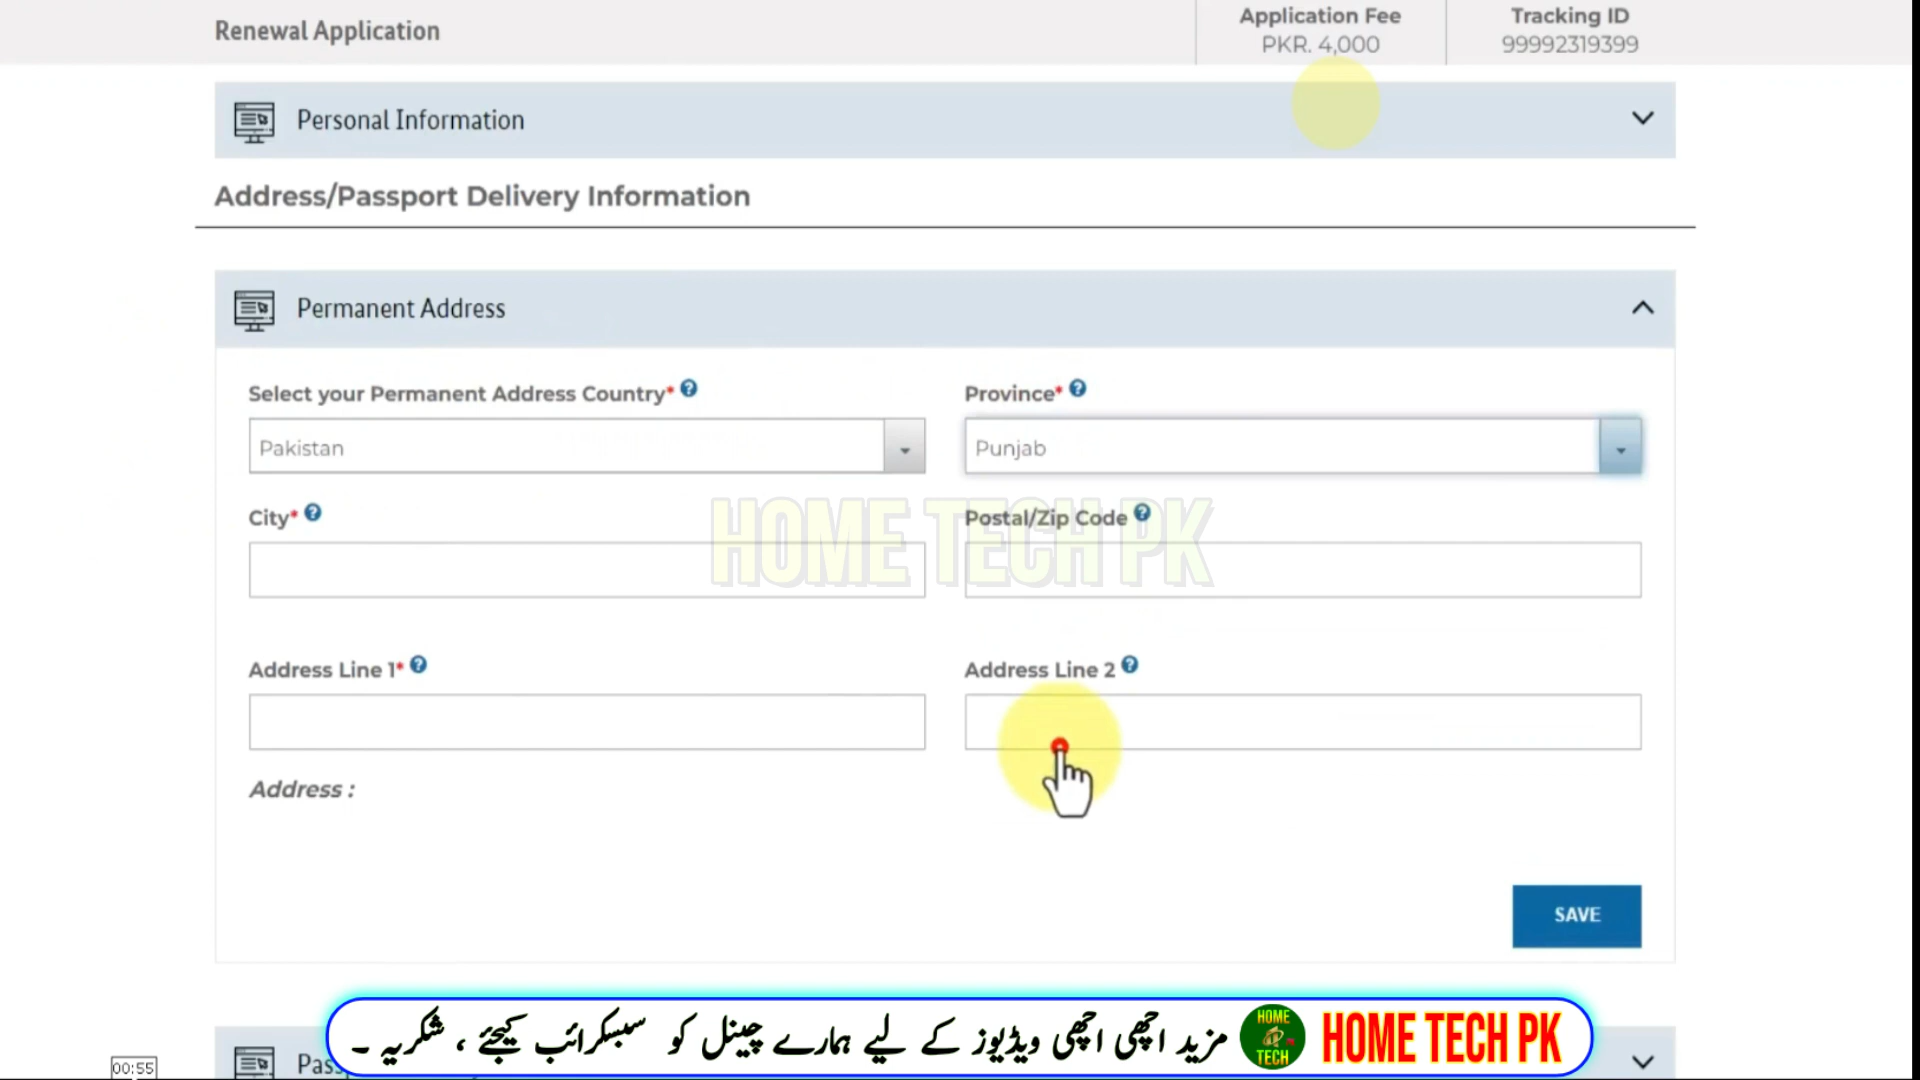 Renewal Application
Application Fee
PKR. 4,000
Tracking ID
99992319399
Personal Information
Address/Passport Delivery Information
Permanent Address
Select your Permanent Address Country* ?
Province* ?
Pakistan
Punjab
City* ?
Postal/Zip Code ?
HOME TECH PK
Address Line 1* ?
Address Line 2 ?
Address :
SAVE
مزید اچھی اچھی ویڈیوز کے لیے ہمارے چینل کو سبسکرائب کیجئے ، شکریہ ۔
HOME TECH
HOME TECH PK
00:55